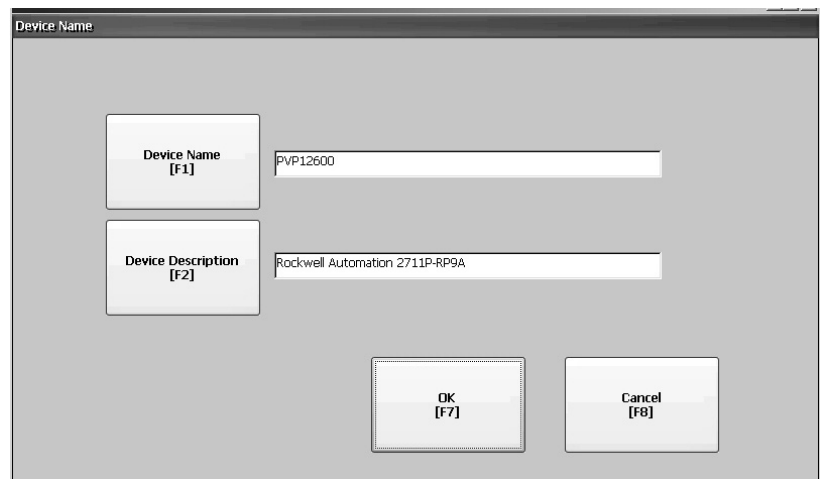 Device Name
Device Name
[F1]
PVP12600
Device Description
[F2]
Rockwell Automation 2711P-RP9A
OK
[F7]
Cancel
[F8]